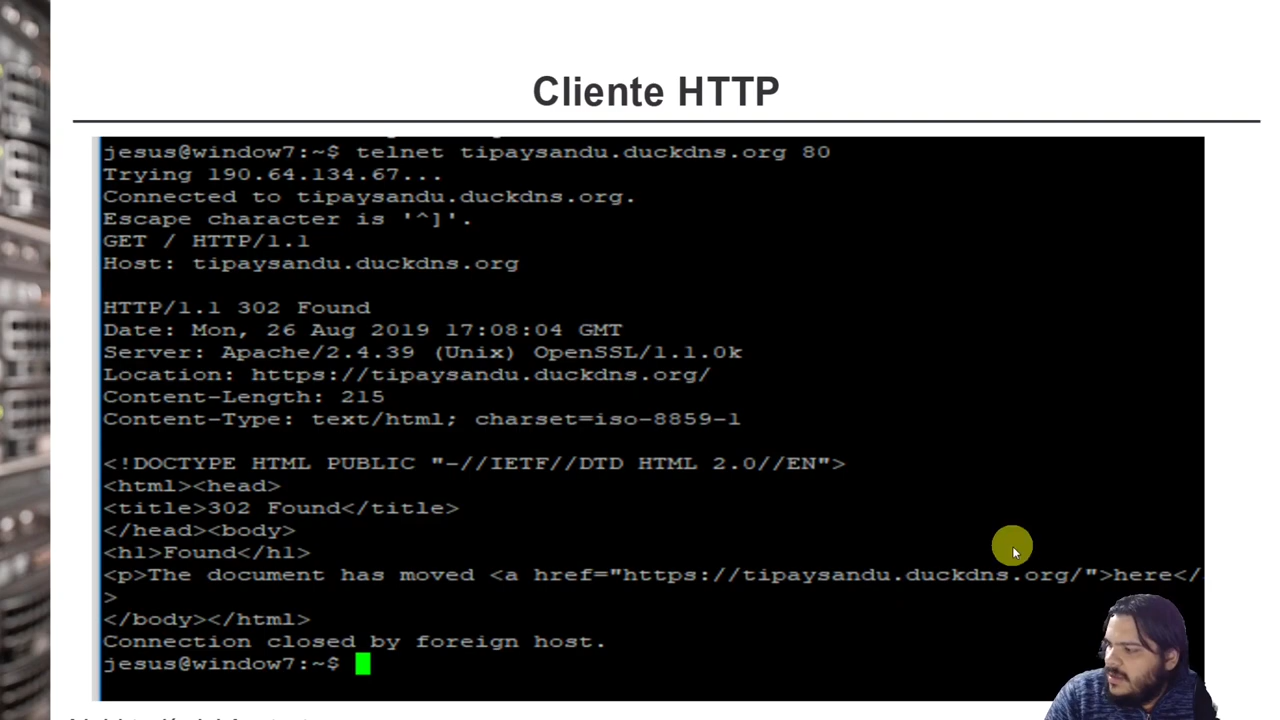 Cliente HTTP
jesus@window7:~$ telnet tipaysandu.duckdns.org 80
Trying 190.64.134.67...
Connected to tipaysandu.duckdns.org.
Escape character is '^]'.
GET / HTTP/1.1
Host: tipaysandu.duckdns.org
HTTP/1.1 302 Found
Date: Mon, 26 Aug 2019 17:08:04 GMT
Server: Apache/2.4.39 (Unix) OpenSSL/1.1.0k
Location: https://tipaysandu.duckdns.org/
Content-Length: 215
Content-Type: text/html; charset=iso-8859-1
<!DOCTYPE HTML PUBLIC "-//IETF//DTD HTML 2.0//EN">
<html><head>
<title>302 Found</title>
</head><body>
<h1>Found</h1>
<p>The document has moved <a href="https://tipaysandu.duckdns.org/">here</
>
</body></html>
Connection closed by foreign host.
jesus@window7:~$